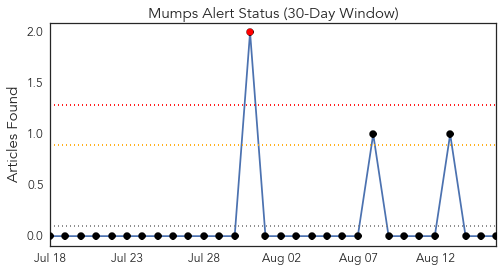 Mumps Alert Status (30-Day Window)
Articles Found
2.0
1.5
1.0
0.5
0.0
Jul 18 Jul 23 Jul 28 Aug 02 Aug 07 Aug 12